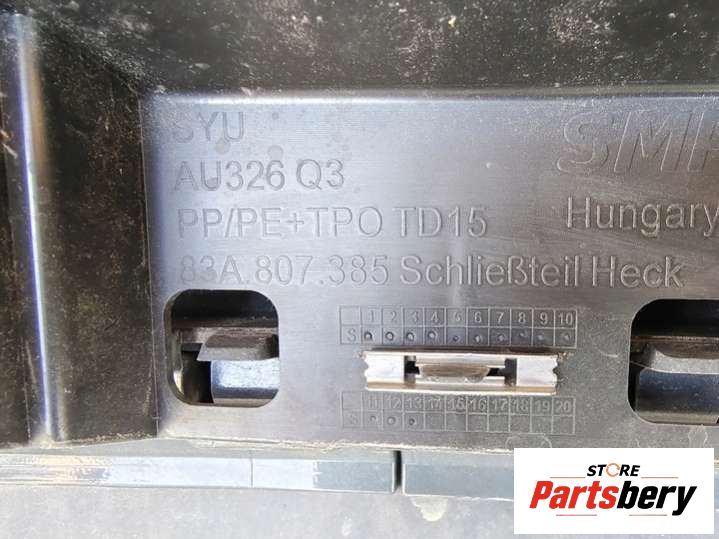 SYU
AU326 Q3
PP/PE+TPO TD15
83A.807.385 Schließteil Heck
Hungary
1 2 3 4 5 6 7 8 9 10
S
S
11 12 13 14 15 16 17 18 19 20
STORE
Partsbery